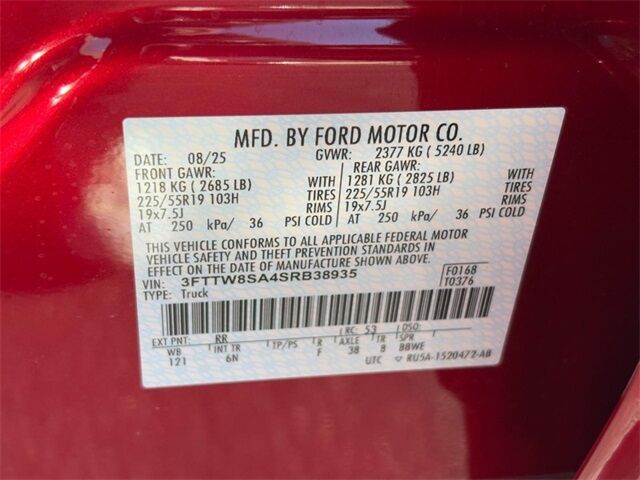 MFD. BY FORD MOTOR CO.
DATE: 08/25 GVWR: 2377 KG ( 5240 LB)
FRONT GAWR: REAR GAWR:
1218 KG ( 2685 LB) WITH 1281 KG ( 2825 LB) WITH
225/55R19 103H TIRES 225/55R19 103H TIRES
19x7.5J RIMS 19x7.5J RIMS
AT 250 kPa/ 36 PSI COLD AT 250 kPa/ 36 PSI COLD
THIS VEHICLE CONFORMS TO ALL APPLICABLE FEDERAL MOTOR
VEHICLE SAFETY AND THEFT PREVENTION STANDARDS IN
EFFECT ON THE DATE OF MANUFACTURE SHOWN ABOVE.
VIN: 3FTTW8SA4SRB38935 F0168
TYPE: Truck T0376
EXT PNT: RR RC: 53 DSO:
WB INT TR TP/PS R AXLE TR SPR
121 6N F 38 8 BBWE
UTC ▽ RU5A-1520472-AB